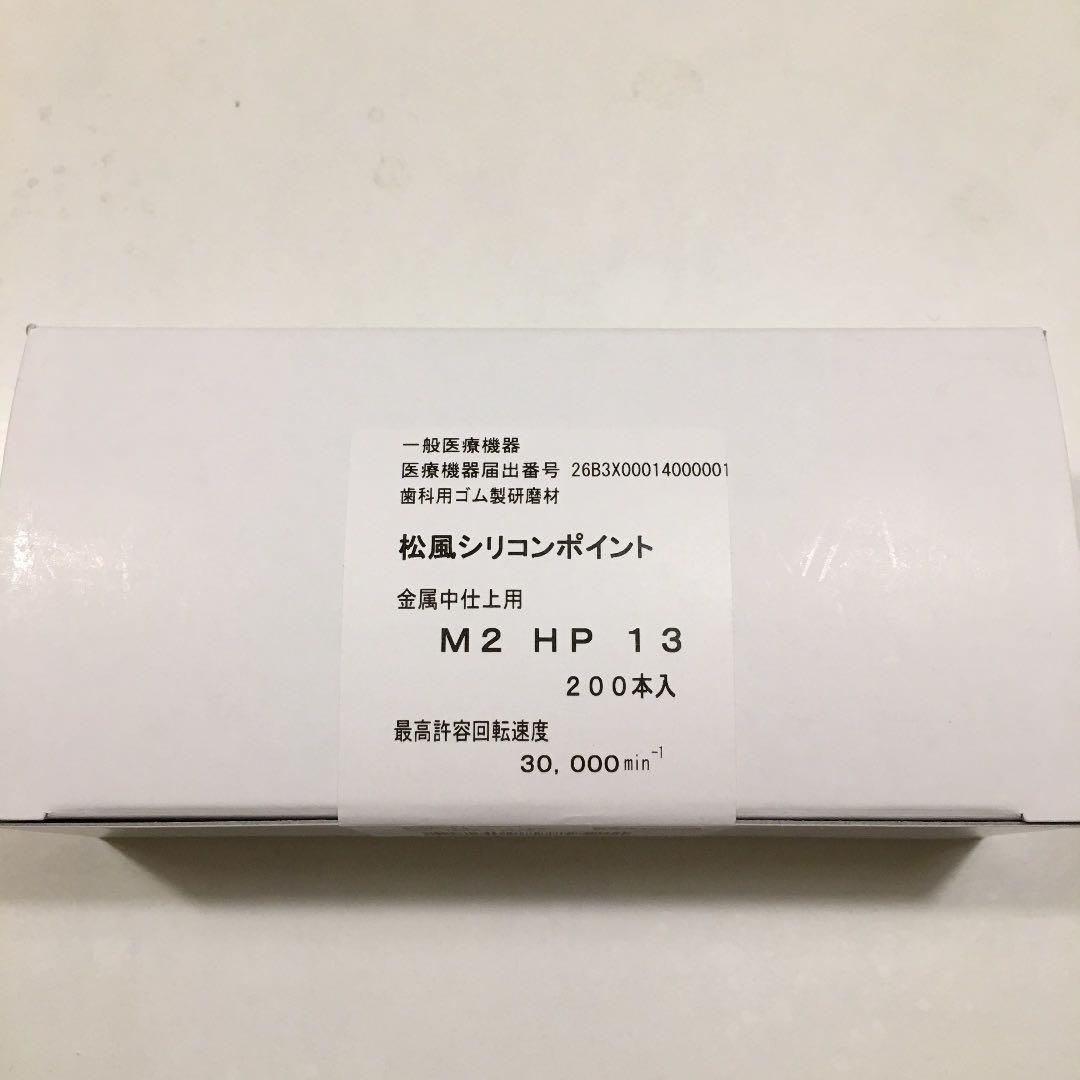 一般医療機器
医療機器届出番号 26B3X00014000001
歯科用ゴム製研磨材
松風シリコンポイント
金属中仕上用
Ｍ２ ＨＰ １３
２００本入
最高許容回転速度
30,000min⁻¹